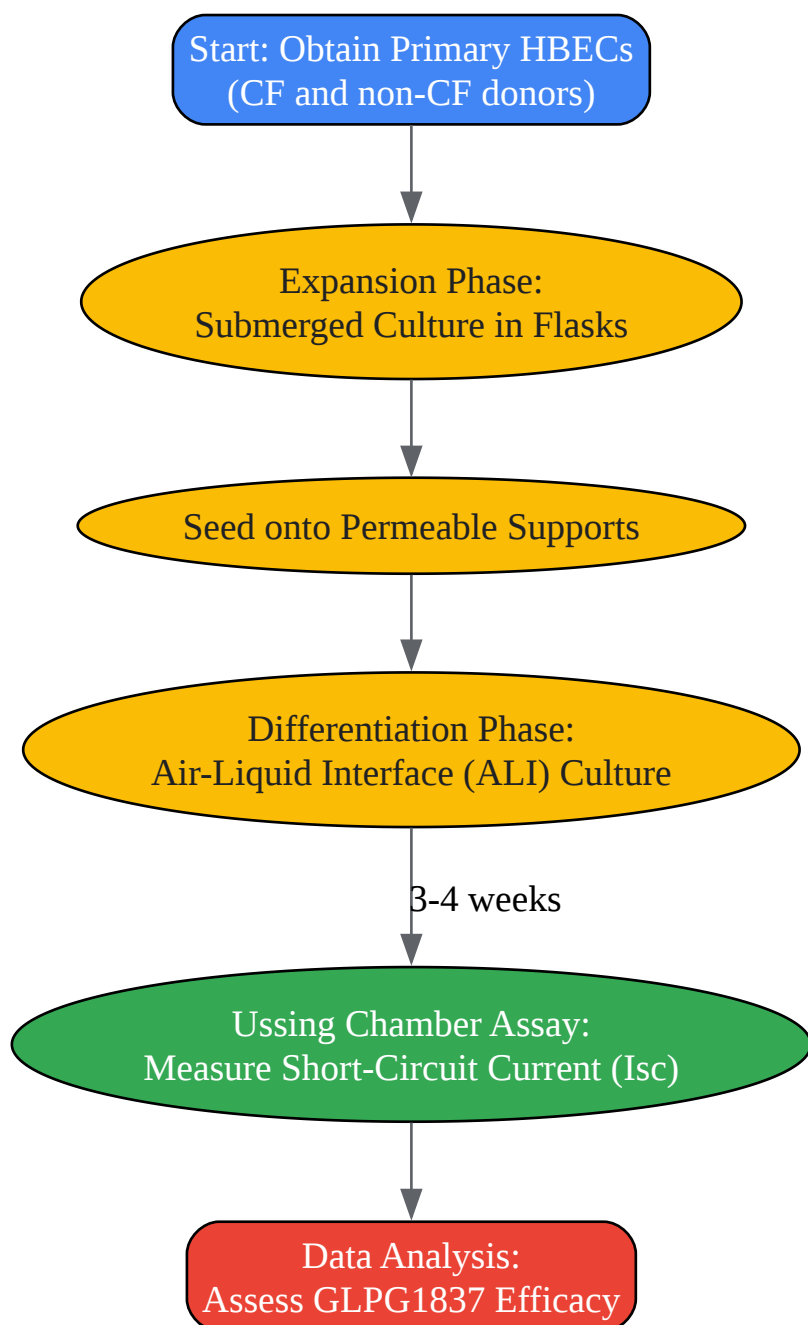 Start: Obtain Primary HBECs
(CF and non-CF donors)
Expansion Phase:
Submerged Culture in Flasks
Seed onto Permeable Supports
Differentiation Phase:
Air-Liquid Interface (ALI) Culture
3-4 weeks
Ussing Chamber Assay:
Measure Short-Circuit Current (Isc)
Data Analysis:
Assess GLPG1837 Efficacy